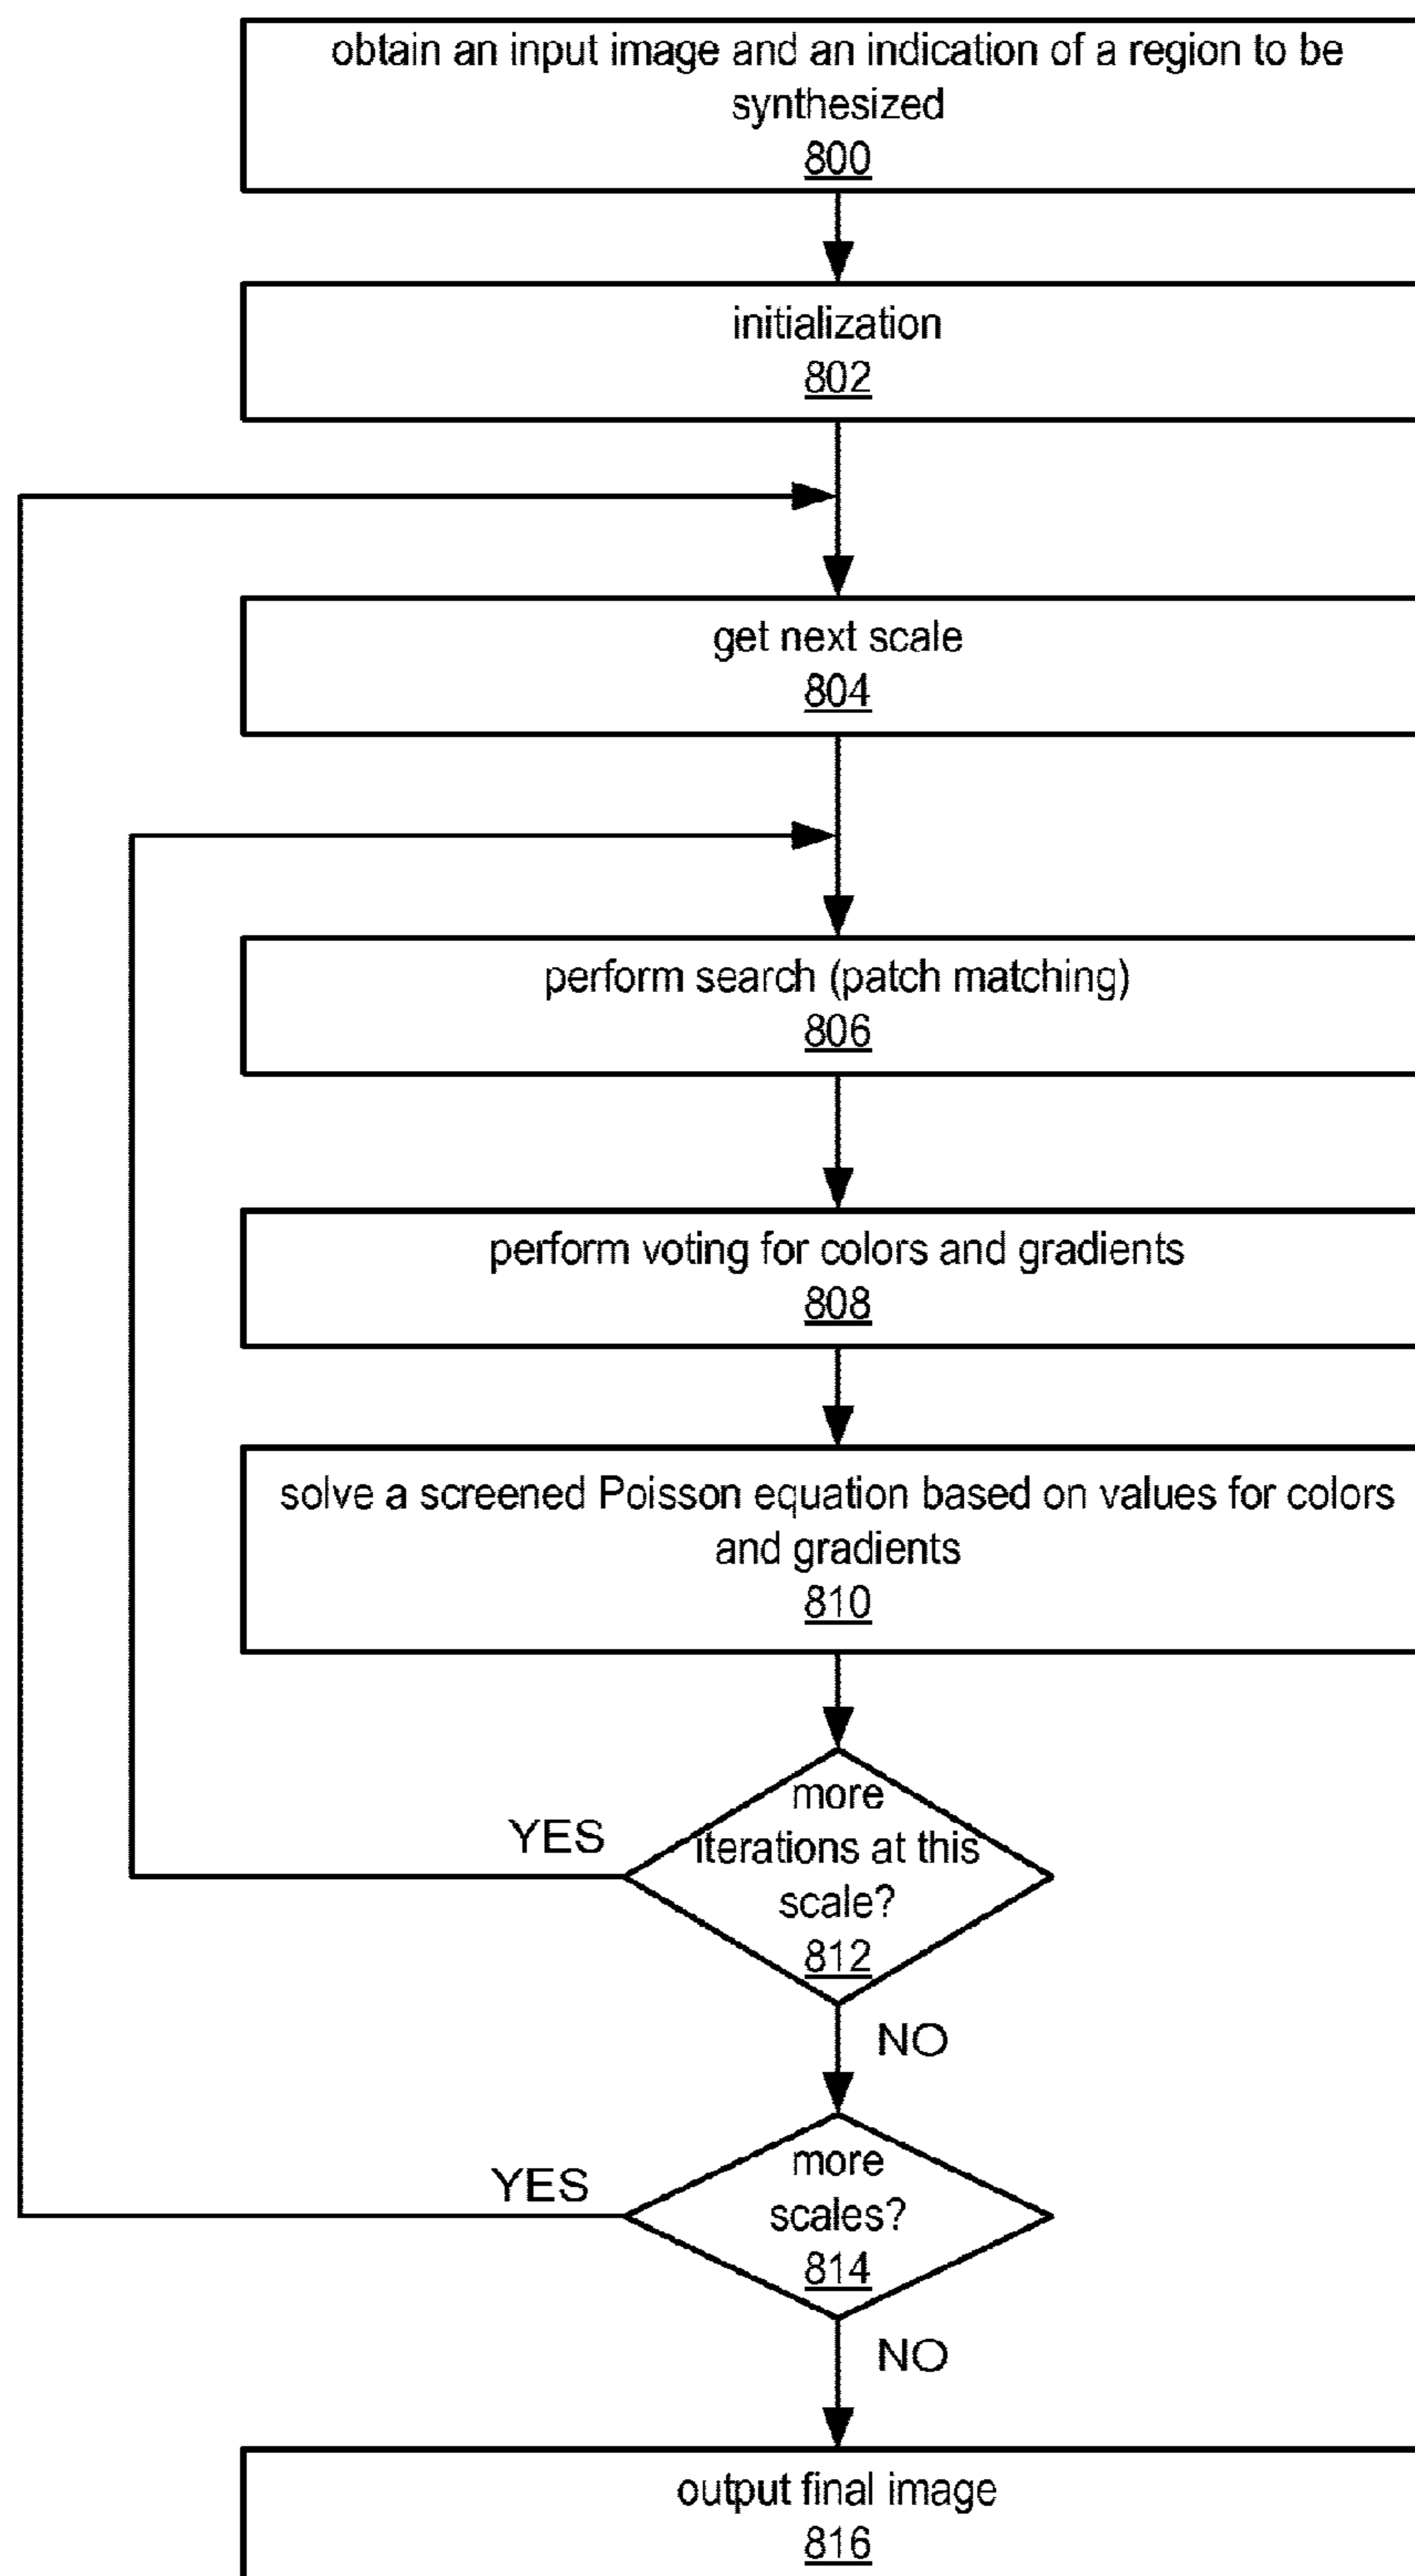 obtain an input image and an indication of a region to be
synthesized
800
initialization
802
get next scale
804
perform search (patch matching)
806
perform voting for colors and gradients
808
solve a screened Poisson equation based on values for colors
and gradients
810
more
iterations at this
scale?
812
YES
NO
more
scales?
814
YES
NO
output final image
816